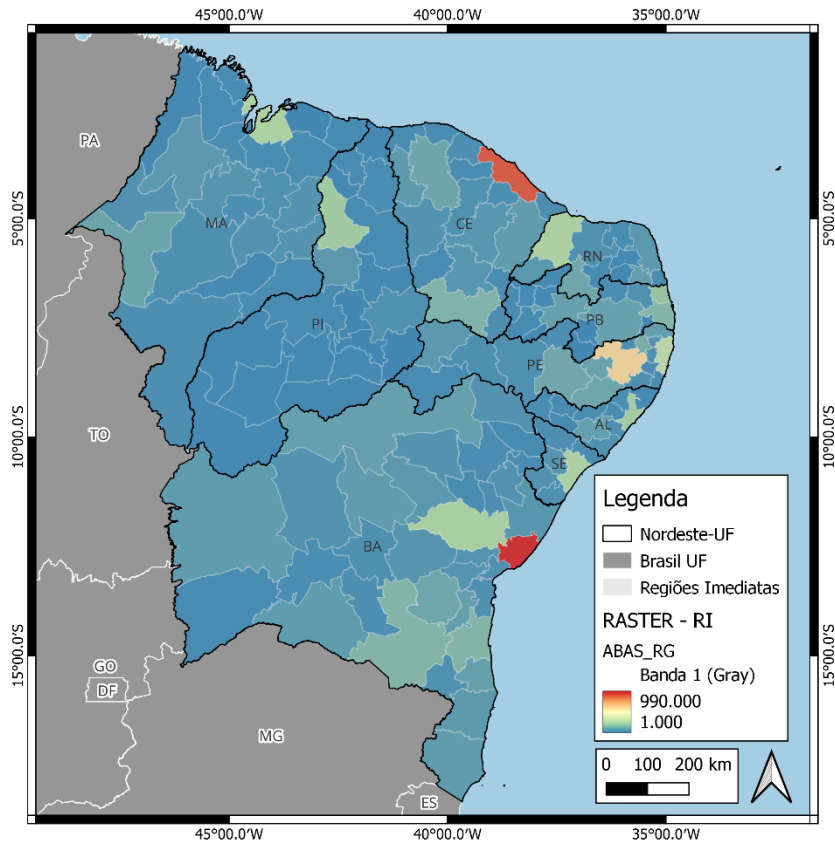 45°00.0'W 40°00.0'W 35°00.0'W
PA
5°00.0'S
MA
CE
5°00.0'S
RN
PI
PB
PE
10°00.0'S
TO
AL
10°00.0'S
SE
BA
Legenda
Nordeste-UF
Brasil UF
Regiões Imediatas
RASTER - RI
ABAS_RG
Banda 1 (Gray)
990.000
1.000
15°00.0'S
15°00.0'S
GO
DF
MG
ES
0 100 200 km
45°00.0'W 40°00.0'W 35°00.0'W